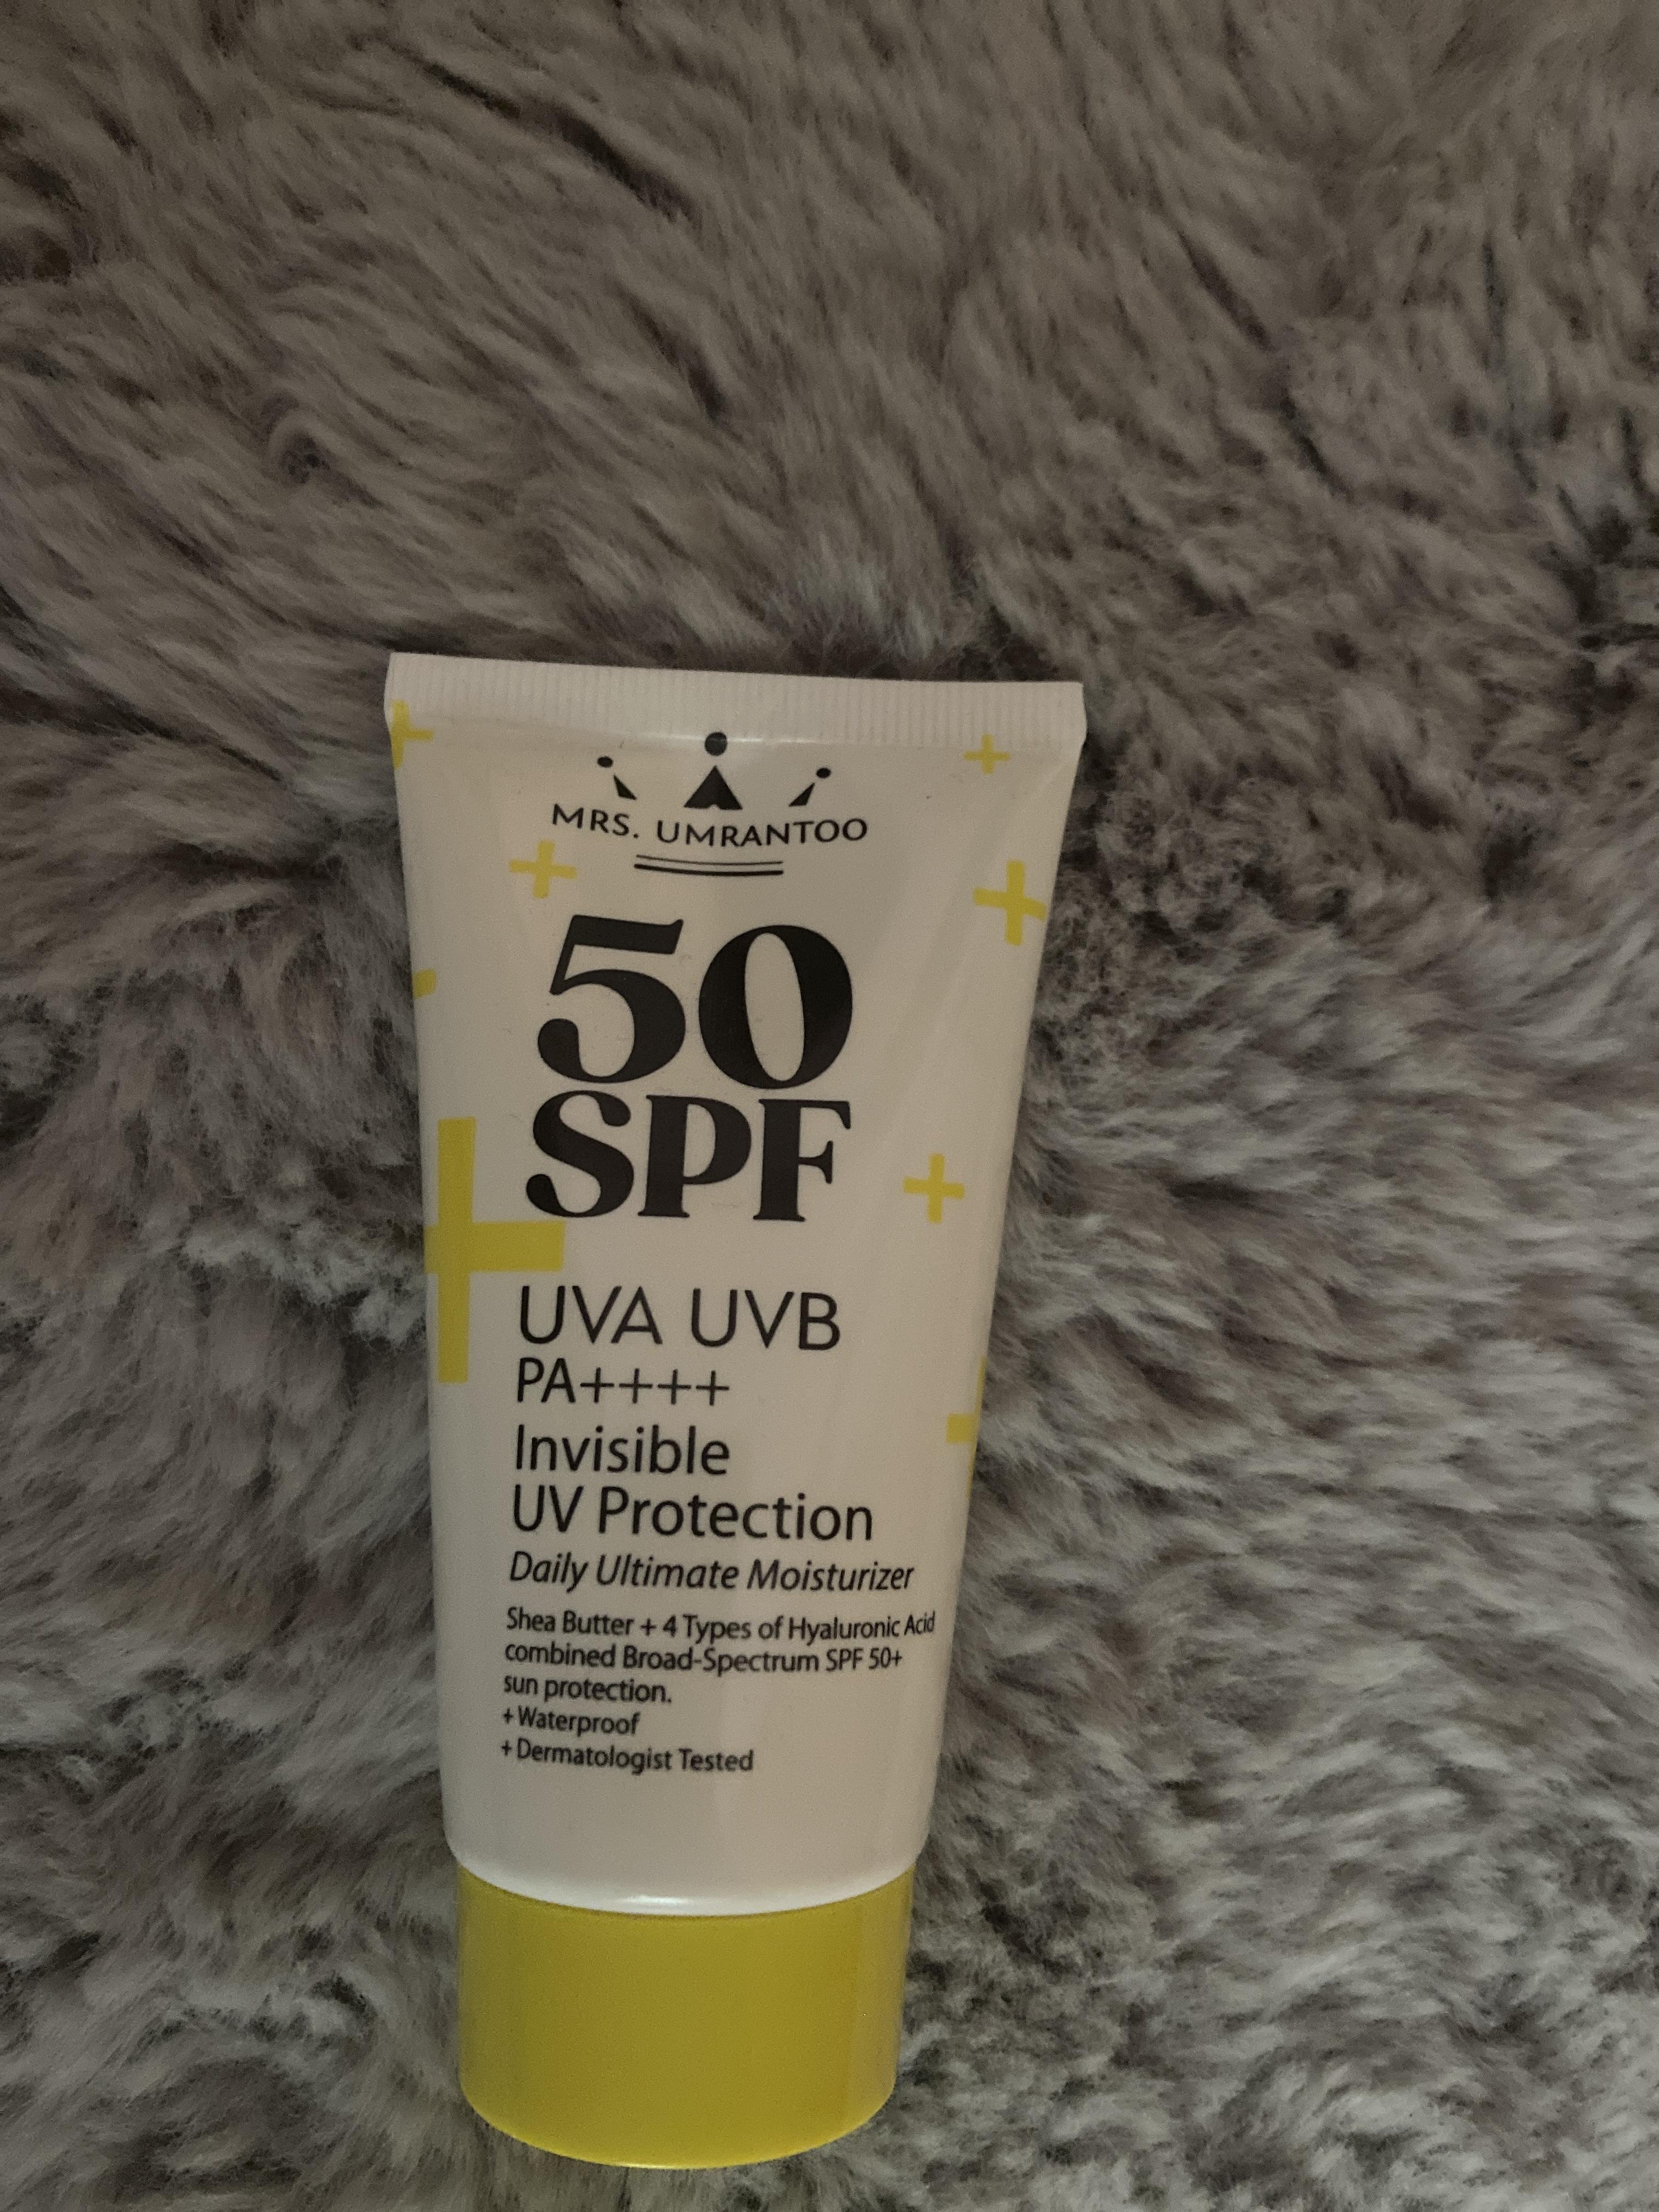 MRS. UMRANTOO
50
SPF
UVA UVB
PA++++
Invisible
UV Protection
Daily Ultimate Moisturizer
Shea Butter + 4 Types of Hyaluronic Acid
combined Broad-Spectrum SPF 50+
sun protection.
+Waterproof
+Dermatologist Tested